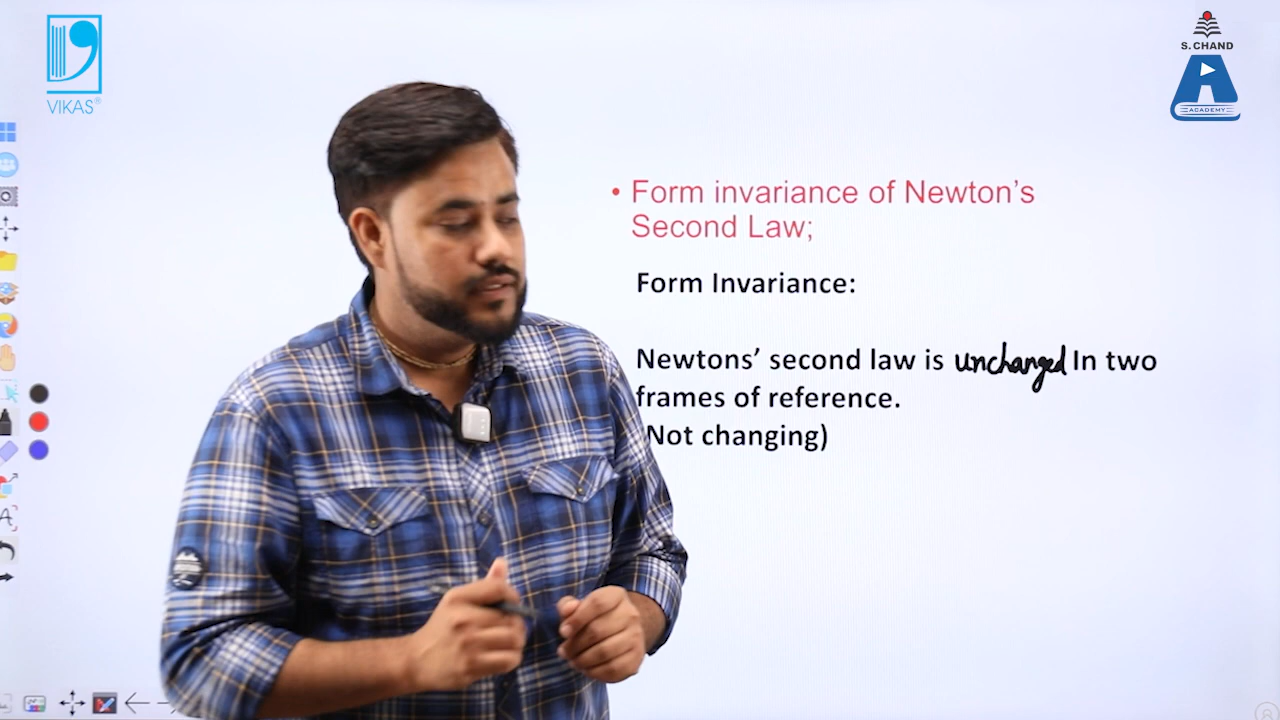 VIKAS®
S. CHAND
ACADEMY
• Form invariance of Newton’s
Second Law;
Form Invariance:
Newtons’ second law is unchanged In two
frames of reference.
Not changing)